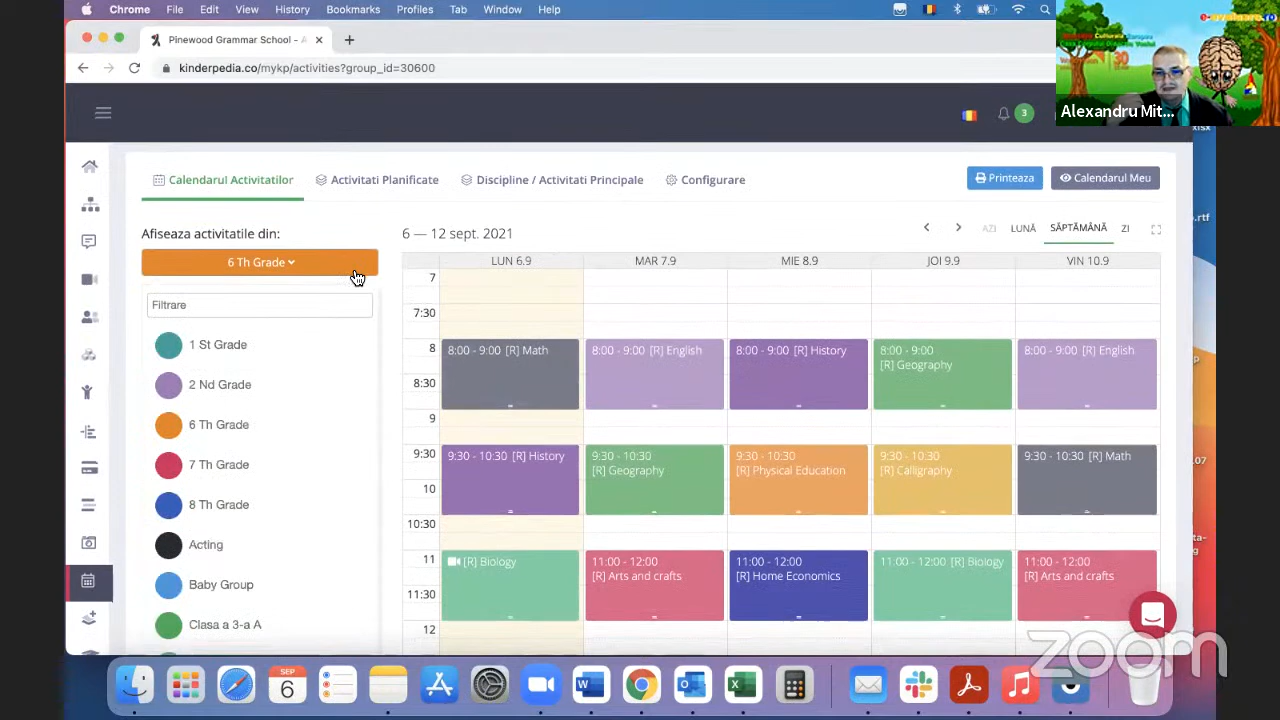 Chrome File Edit View History Bookmarks Profiles Tab Window Help
Pinewood Grammar School - A
kinderpedia.co/mykp/activities?group_id=30800
3
Alexandru Mit...
Calendarul Activitatilor
Activitati Planificate
Discipline / Activitati Principale
Configurare
Printeaza
Calendarul Meu
Afiseaza activitatile din:
6 Th Grade
Filtrare
1 St Grade
2 Nd Grade
6 Th Grade
7 Th Grade
8 Th Grade
Acting
Baby Group
Clasa a 3-a A
6 — 12 sept. 2021
AZI LUNĂ SĂPTĂMÂNĂ ZI
LUN 6.9 MAR 7.9 MIE 8.9 JOI 9.9 VIN 10.9
7
7:30
8
8:00 - 9:00 [R] Math
8:00 - 9:00 [R] English
8:00 - 9:00 [R] History
8:00 - 9:00
[R] Geography
8:00 - 9:00 [R] English
8:30
9
9:30
9:30 - 10:30 [R] History
9:30 - 10:30
[R] Geography
9:30 - 10:30
[R] Physical Education
9:30 - 10:30
[R] Calligraphy
9:30 - 10:30 [R] Math
10
10:30
11
[R] Biology
11:00 - 12:00
[R] Arts and crafts
11:00 - 12:00
[R] Home Economics
11:00 - 12:00 [R] Biology
11:00 - 12:00
[R] Arts and crafts
11:30
12
.rtf
zoom
SEP
6